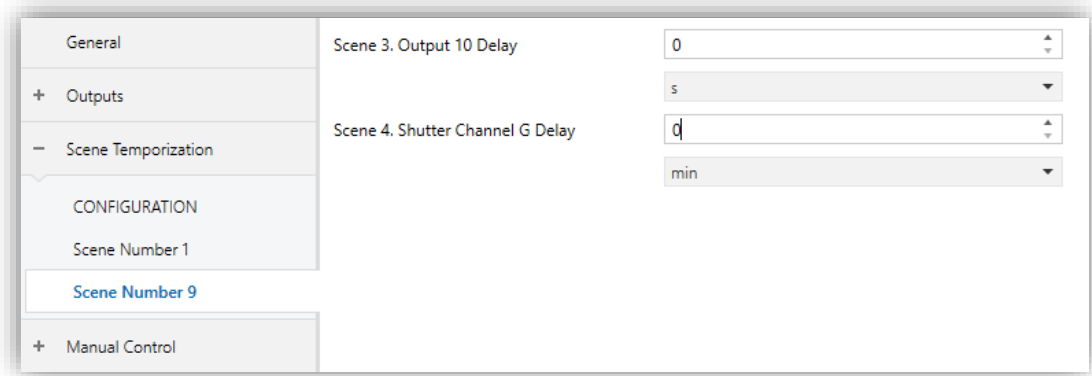 General
+ Outputs
− Scene Temporization
CONFIGURATION
Scene Number 1
Scene Number 9
+ Manual Control
Scene 3. Output 10 Delay
0
s
Scene 4. Shutter Channel G Delay
0
min